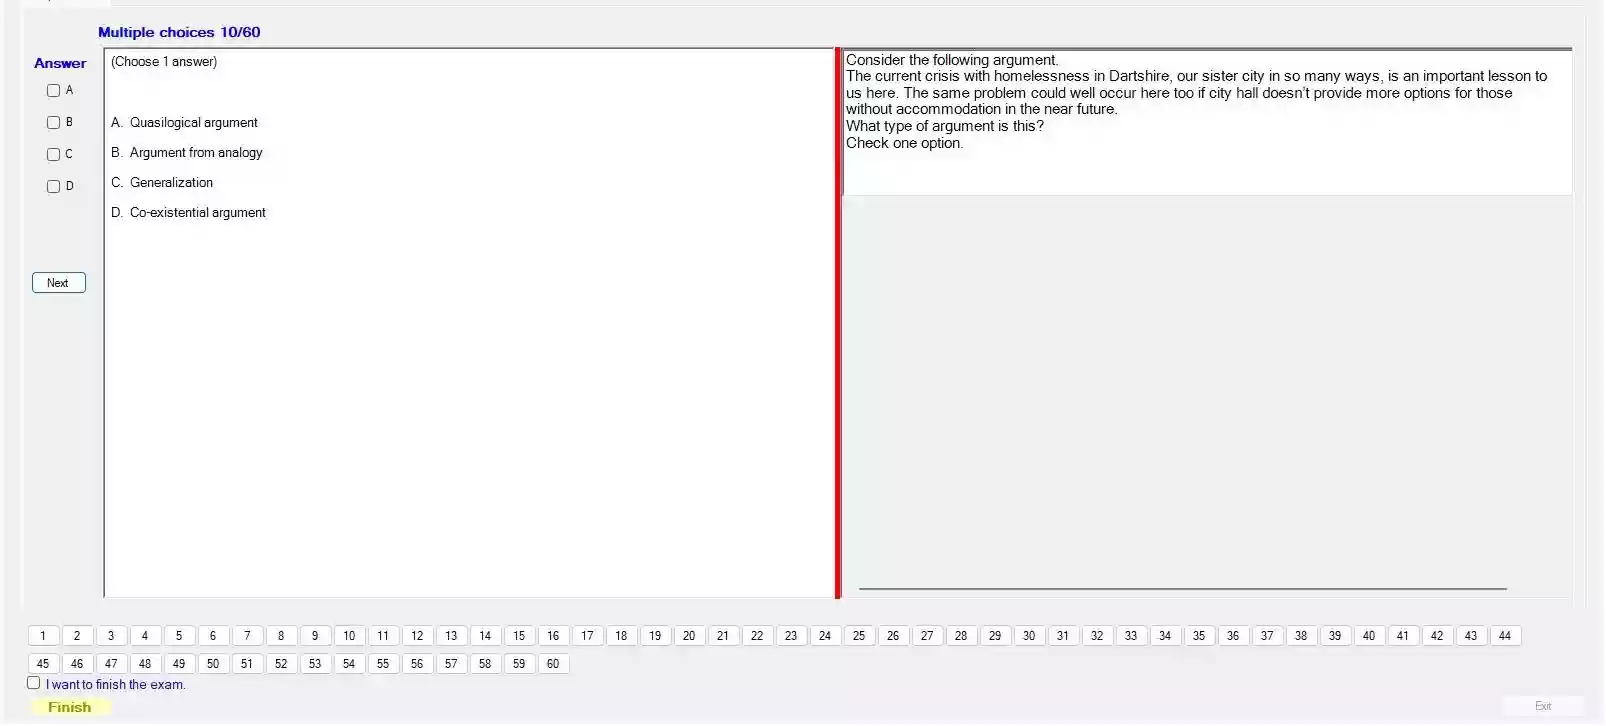 Multiple choices 10/60
Answer
A
B
C
D
Next
(Choose 1 answer)
A. Quasilogical argument
B. Argument from analogy
C. Generalization
D. Co-existential argument
Consider the following argument.
The current crisis with homelessness in Dartshire, our sister city in so many ways, is an important lesson to
us here. The same problem could well occur here too if city hall doesn't provide more options for those
without accommodation in the near future.
What type of argument is this?
Check one option.
1 2 3 4 5 6 7 8 9 10 11 12 13 14 15 16 17 18 19 20 21 22 23 24 25 26 27 28 29 30 31 32 33 34 35 36 37 38 39 40 41 42 43 44
45 46 47 48 49 50 51 52 53 54 55 56 57 58 59 60
I want to finish the exam.
Finish
Exit